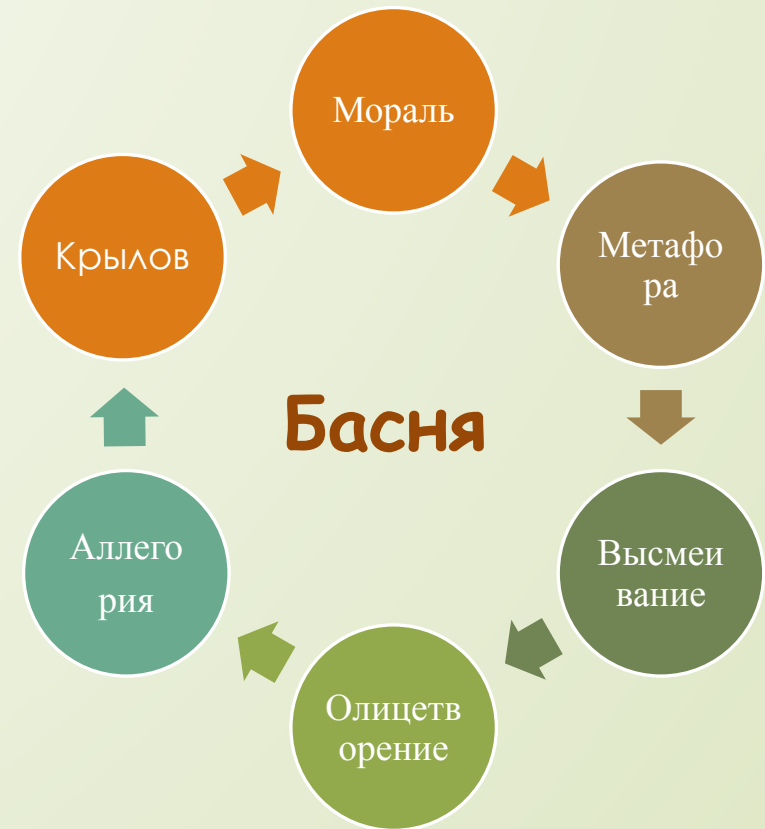 Мораль
Крылов
Метафо
ра
Басня
Аллего
рия
Высмеи
вание
Олицетв
орение